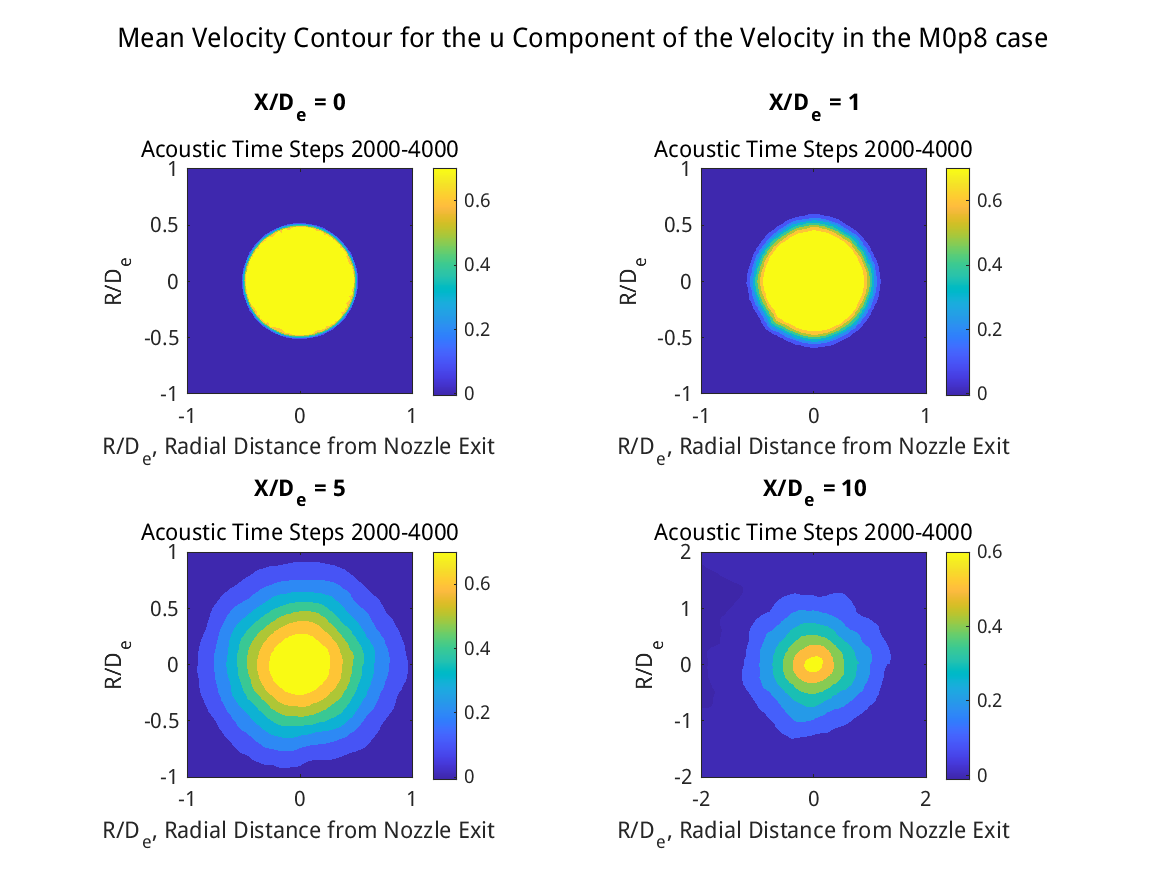 Mean Velocity Contour for the u Component of the Velocity in the M0p8 case
X/De = 0
Acoustic Time Steps 2000-4000
1
0.5
0
-0.5
-1
R/De
-1 0 1
R/De, Radial Distance from Nozzle Exit
0.6
0.4
0.2
0
X/De = 1
Acoustic Time Steps 2000-4000
1
0.5
0
-0.5
-1
R/De
-1 0 1
R/De, Radial Distance from Nozzle Exit
0.6
0.4
0.2
0
X/De = 5
Acoustic Time Steps 2000-4000
1
0.5
0
-0.5
-1
R/De
-1 0 1
R/De, Radial Distance from Nozzle Exit
0.6
0.4
0.2
0
X/De = 10
Acoustic Time Steps 2000-4000
2
1
0
-1
-2
R/De
-2 0 2
R/De, Radial Distance from Nozzle Exit
0.6
0.4
0.2
0